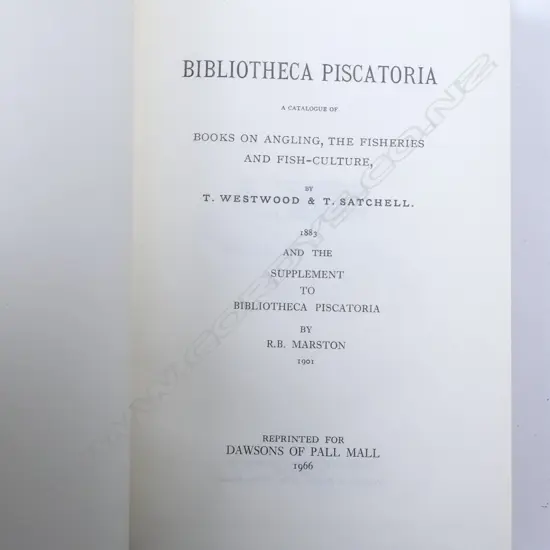 BIBLIOTHECA PISCATORIA
A CATALOGUE OF
BOOKS ON ANGLING, THE FISHERIES
AND FISH-CULTURE,
BY
T. WESTWOOD & T. SATCHELL.
1883
AND THE
SUPPLEMENT
TO
BIBLIOTHECA PISCATORIA
BY
R.B. MARSTON
1901
REPRINTED FOR
DAWSONS OF PALL MALL
1966